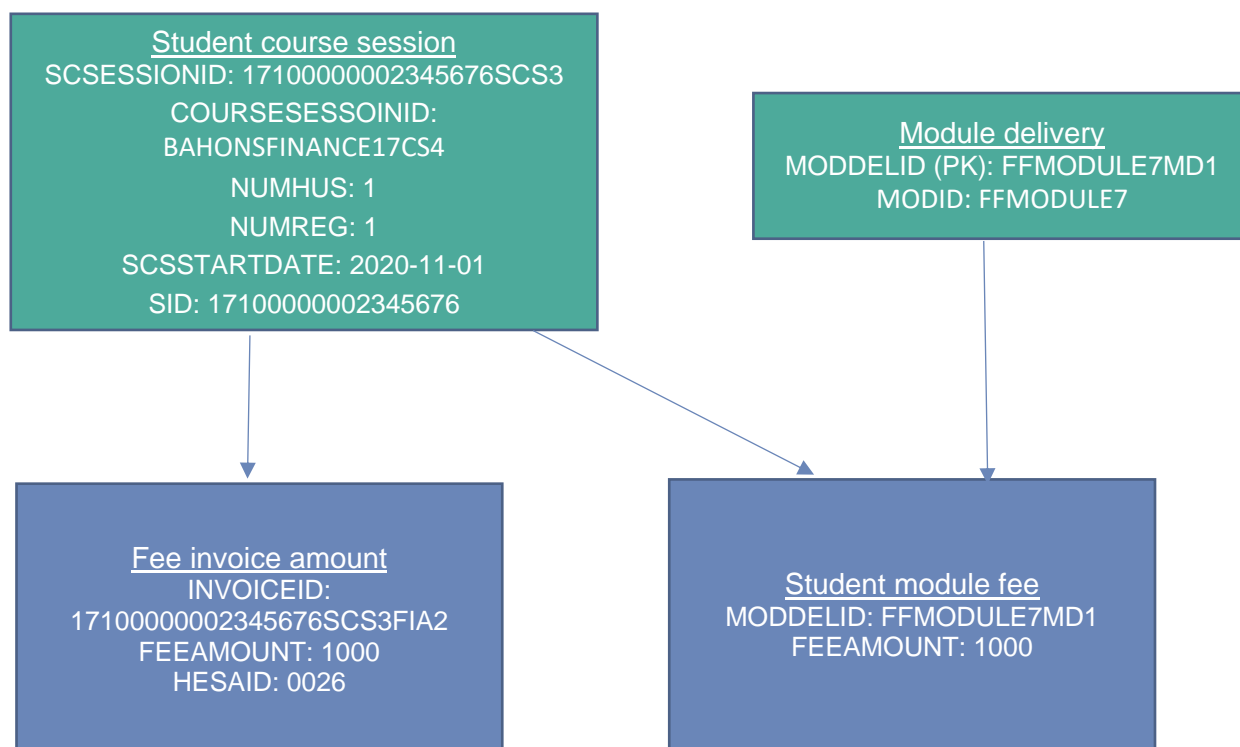 Student course session
SCSESSIONID: 17100000002345676SCS3
COURSESESSOINID:
BAHONSFINANCE17CS4
NUMHUS: 1
NUMREG: 1
SCSSTARTDATE: 2020-11-01
SID: 17100000002345676
Module delivery
MODDELID (PK): FFMODULE7MD1
MODID: FFMODULE7
Fee invoice amount
INVOICEID:
17100000002345676SCS3FIA2
FEEAMOUNT: 1000
HESAID: 0026
Student module fee
MODDELID: FFMODULE7MD1
FEEAMOUNT: 1000